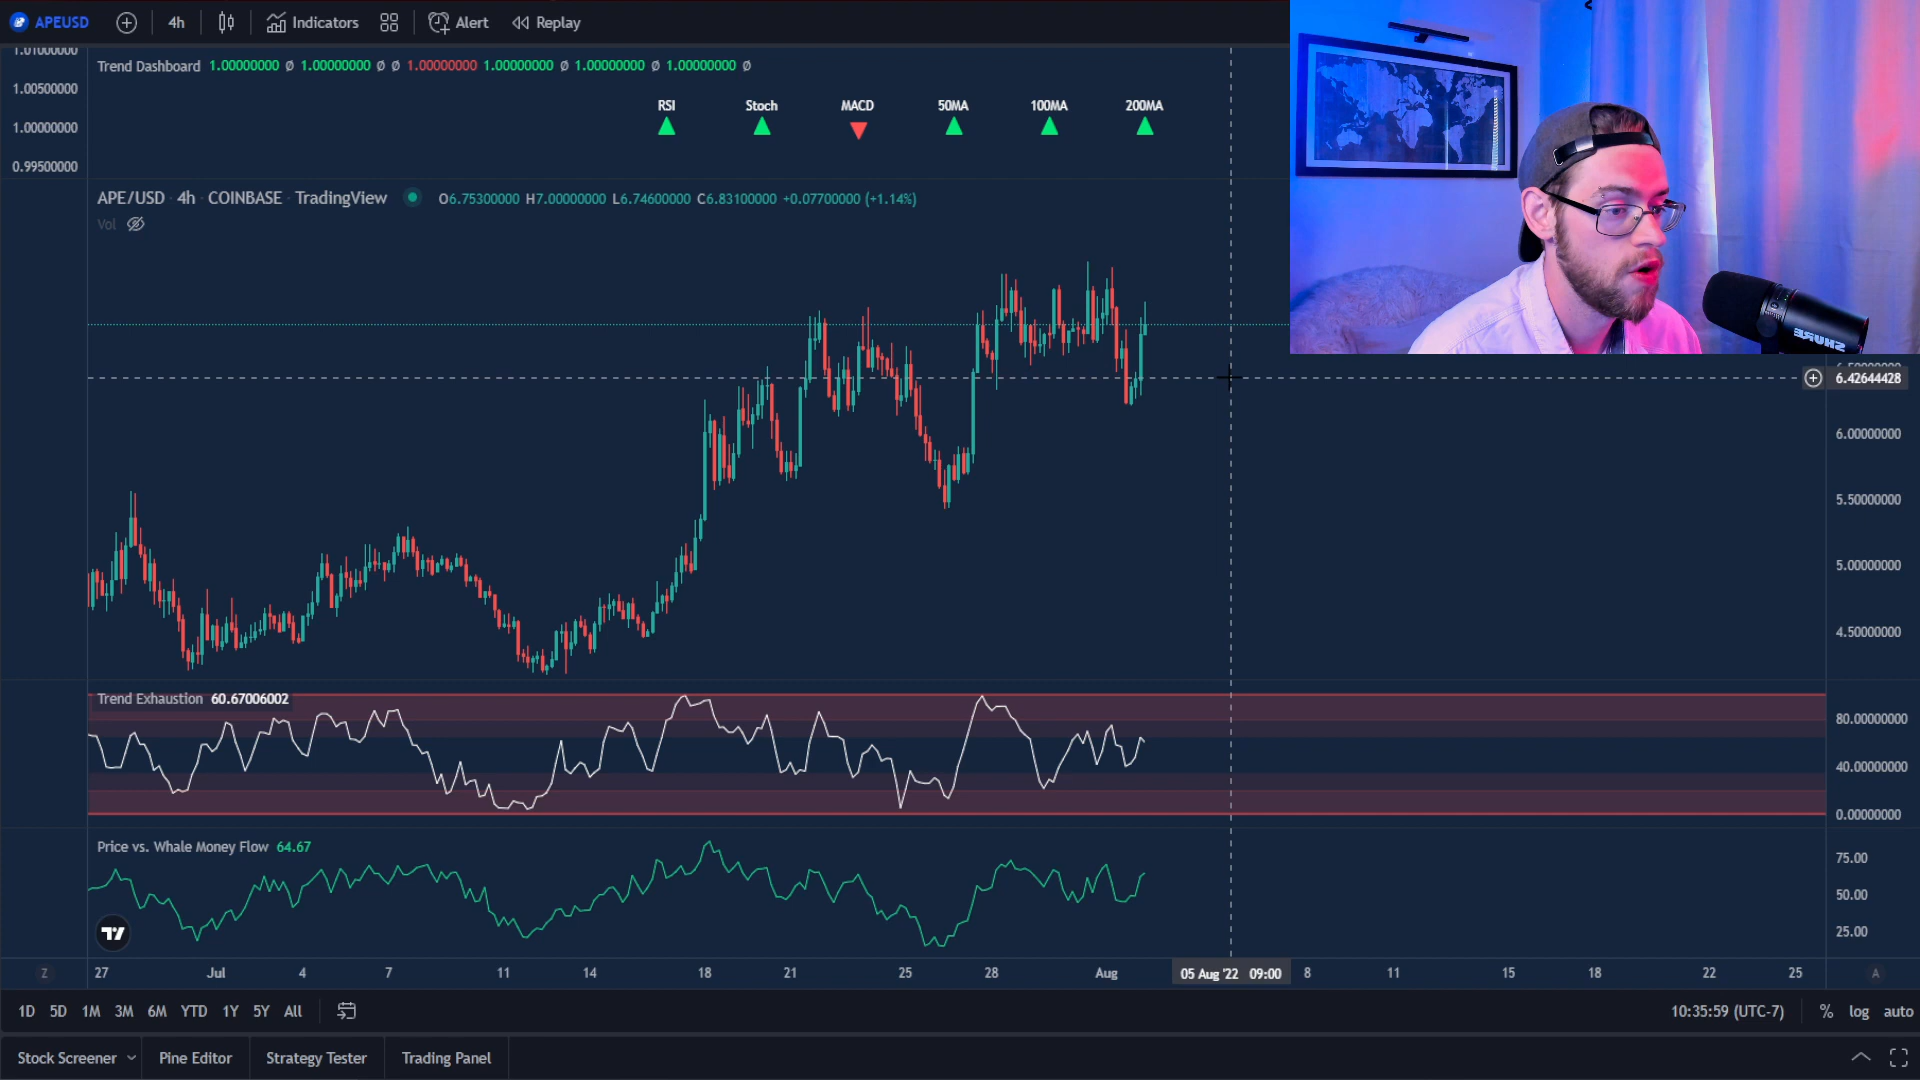 APEUSD 4h Indicators Alert Replay
1.01000000
Trend Dashboard 1.00000000 ∅ 1.00000000 ∅ ∅ 1.00000000 1.00000000 ∅ 1.00000000 ∅ 1.00000000 ∅
1.00500000
RSI Stoch MACD 50MA 100MA 200MA
1.00000000
0.99500000
APE/USD · 4h · COINBASE · TradingView O6.75300000 H7.00000000 L6.74600000 C6.83100000 +0.07700000 (+1.14%)
Vol
SHURE
6.42644428
6.00000000
5.50000000
5.00000000
4.50000000
Trend Exhaustion 60.67006002
80.00000000
40.00000000
0.00000000
Price vs. Whale Money Flow 64.67
75.00
50.00
25.00
Z 27 Jul 4 7 11 14 18 21 25 28 Aug 05 Aug '22 09:00 8 11 15 18 22 25 A
1D 5D 1M 3M 6M YTD 1Y 5Y All 10:35:59 (UTC-7) % log auto
Stock Screener Pine Editor Strategy Tester Trading Panel